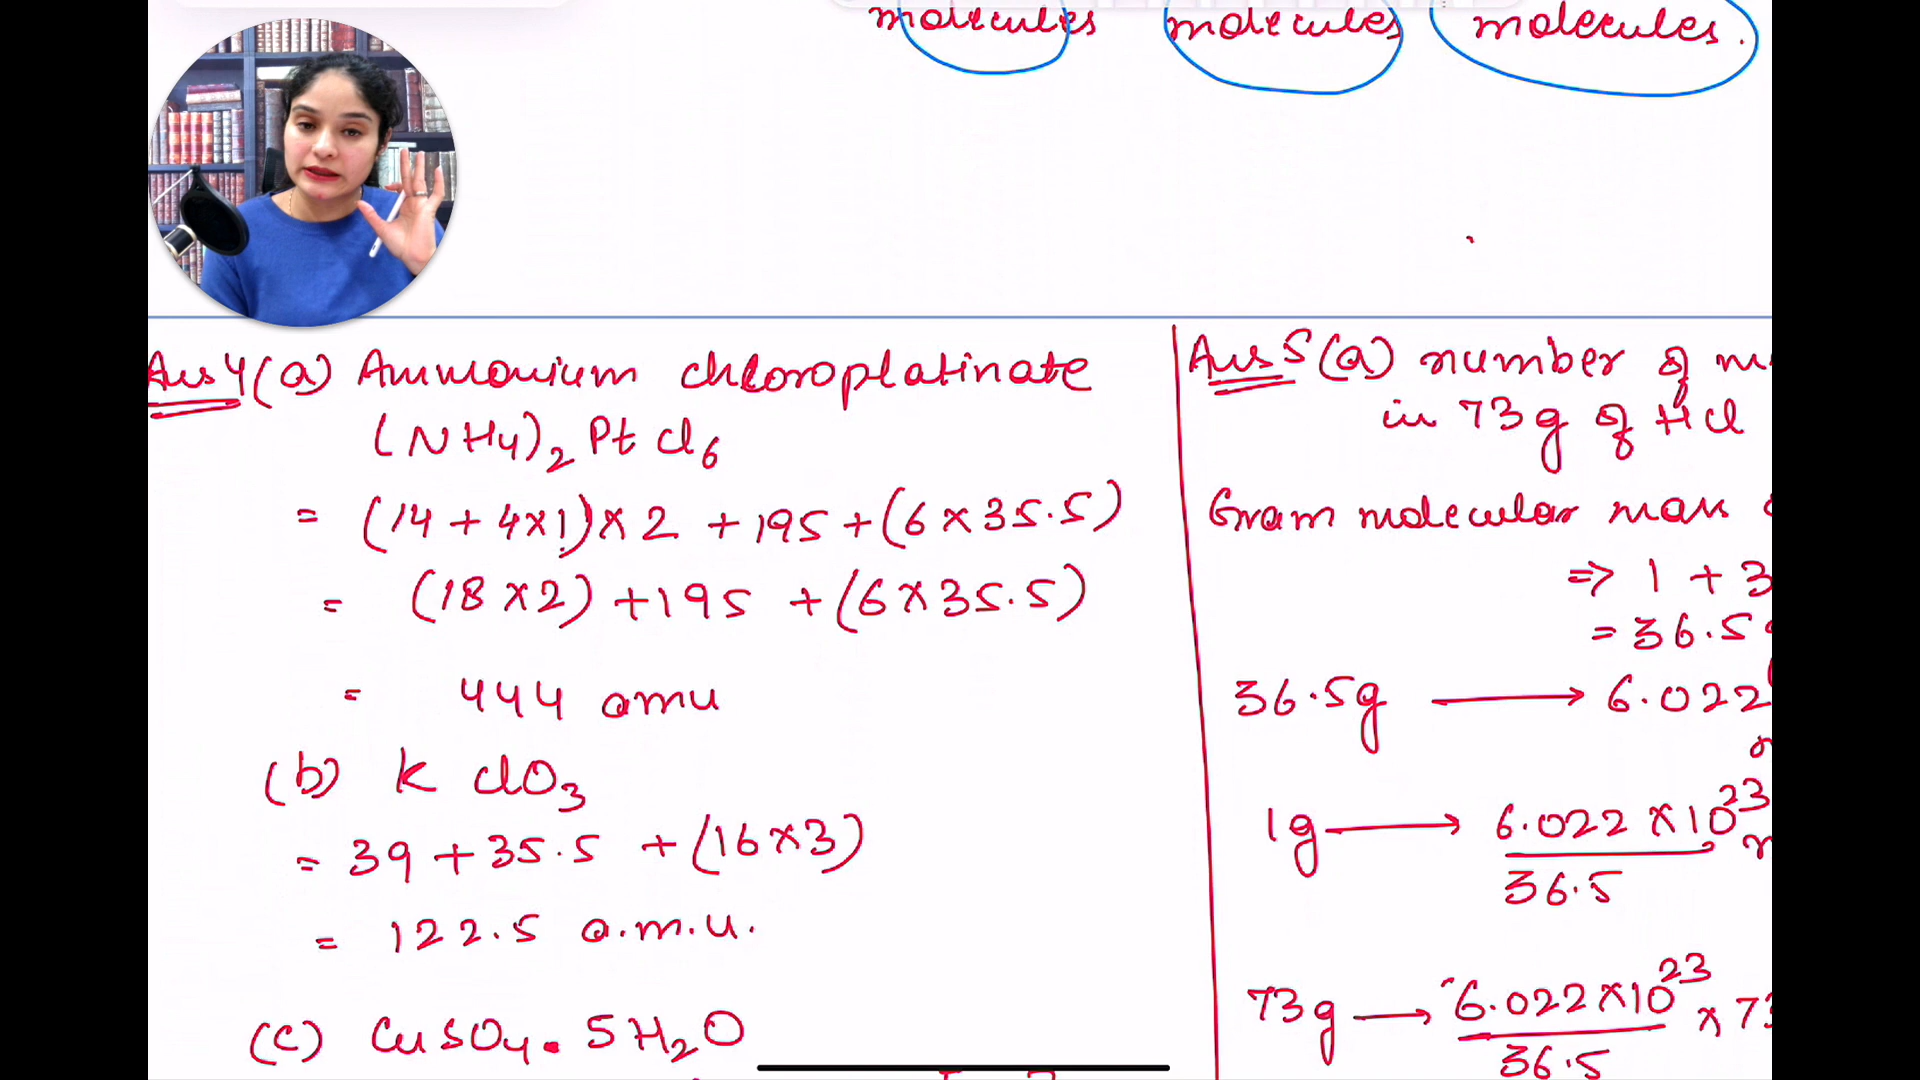 molecules molecules molecules.
Ans 4 (a) Ammonium chloroplatinate
(NH4)2 PtCl6
= (14 + 4×1)×2 + 195 + (6×35.5)
= (18×2) + 195 + (6×35.5)
= 444 amu
(b) K ClO3
= 39 + 35.5 + (16×3)
= 122.5 a.m.u.
(c) CuSO4. 5H2O
Ans 5 (a) number of m
in 73g of HCl
Gram molecular mass
=> 1 + 3
= 36.5
36.5g → 6.022
1g → 6.022 × 10^23
36.5
73g → 6.022×10^23 × 73
36.5